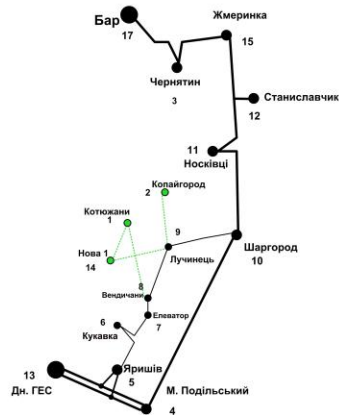 Бар
17
Жмеринка
15
Чернятин
3
Станиславчик
12
11
Носківці
Копайгород
2
Котюжани
1
9
Лучинець
Шаргород
10
Нова 1
14
8
Вендичани
Елеватор
7
6
Кукавка
Яришів
5
13
Дн. ГЕС
М. Подільський
4